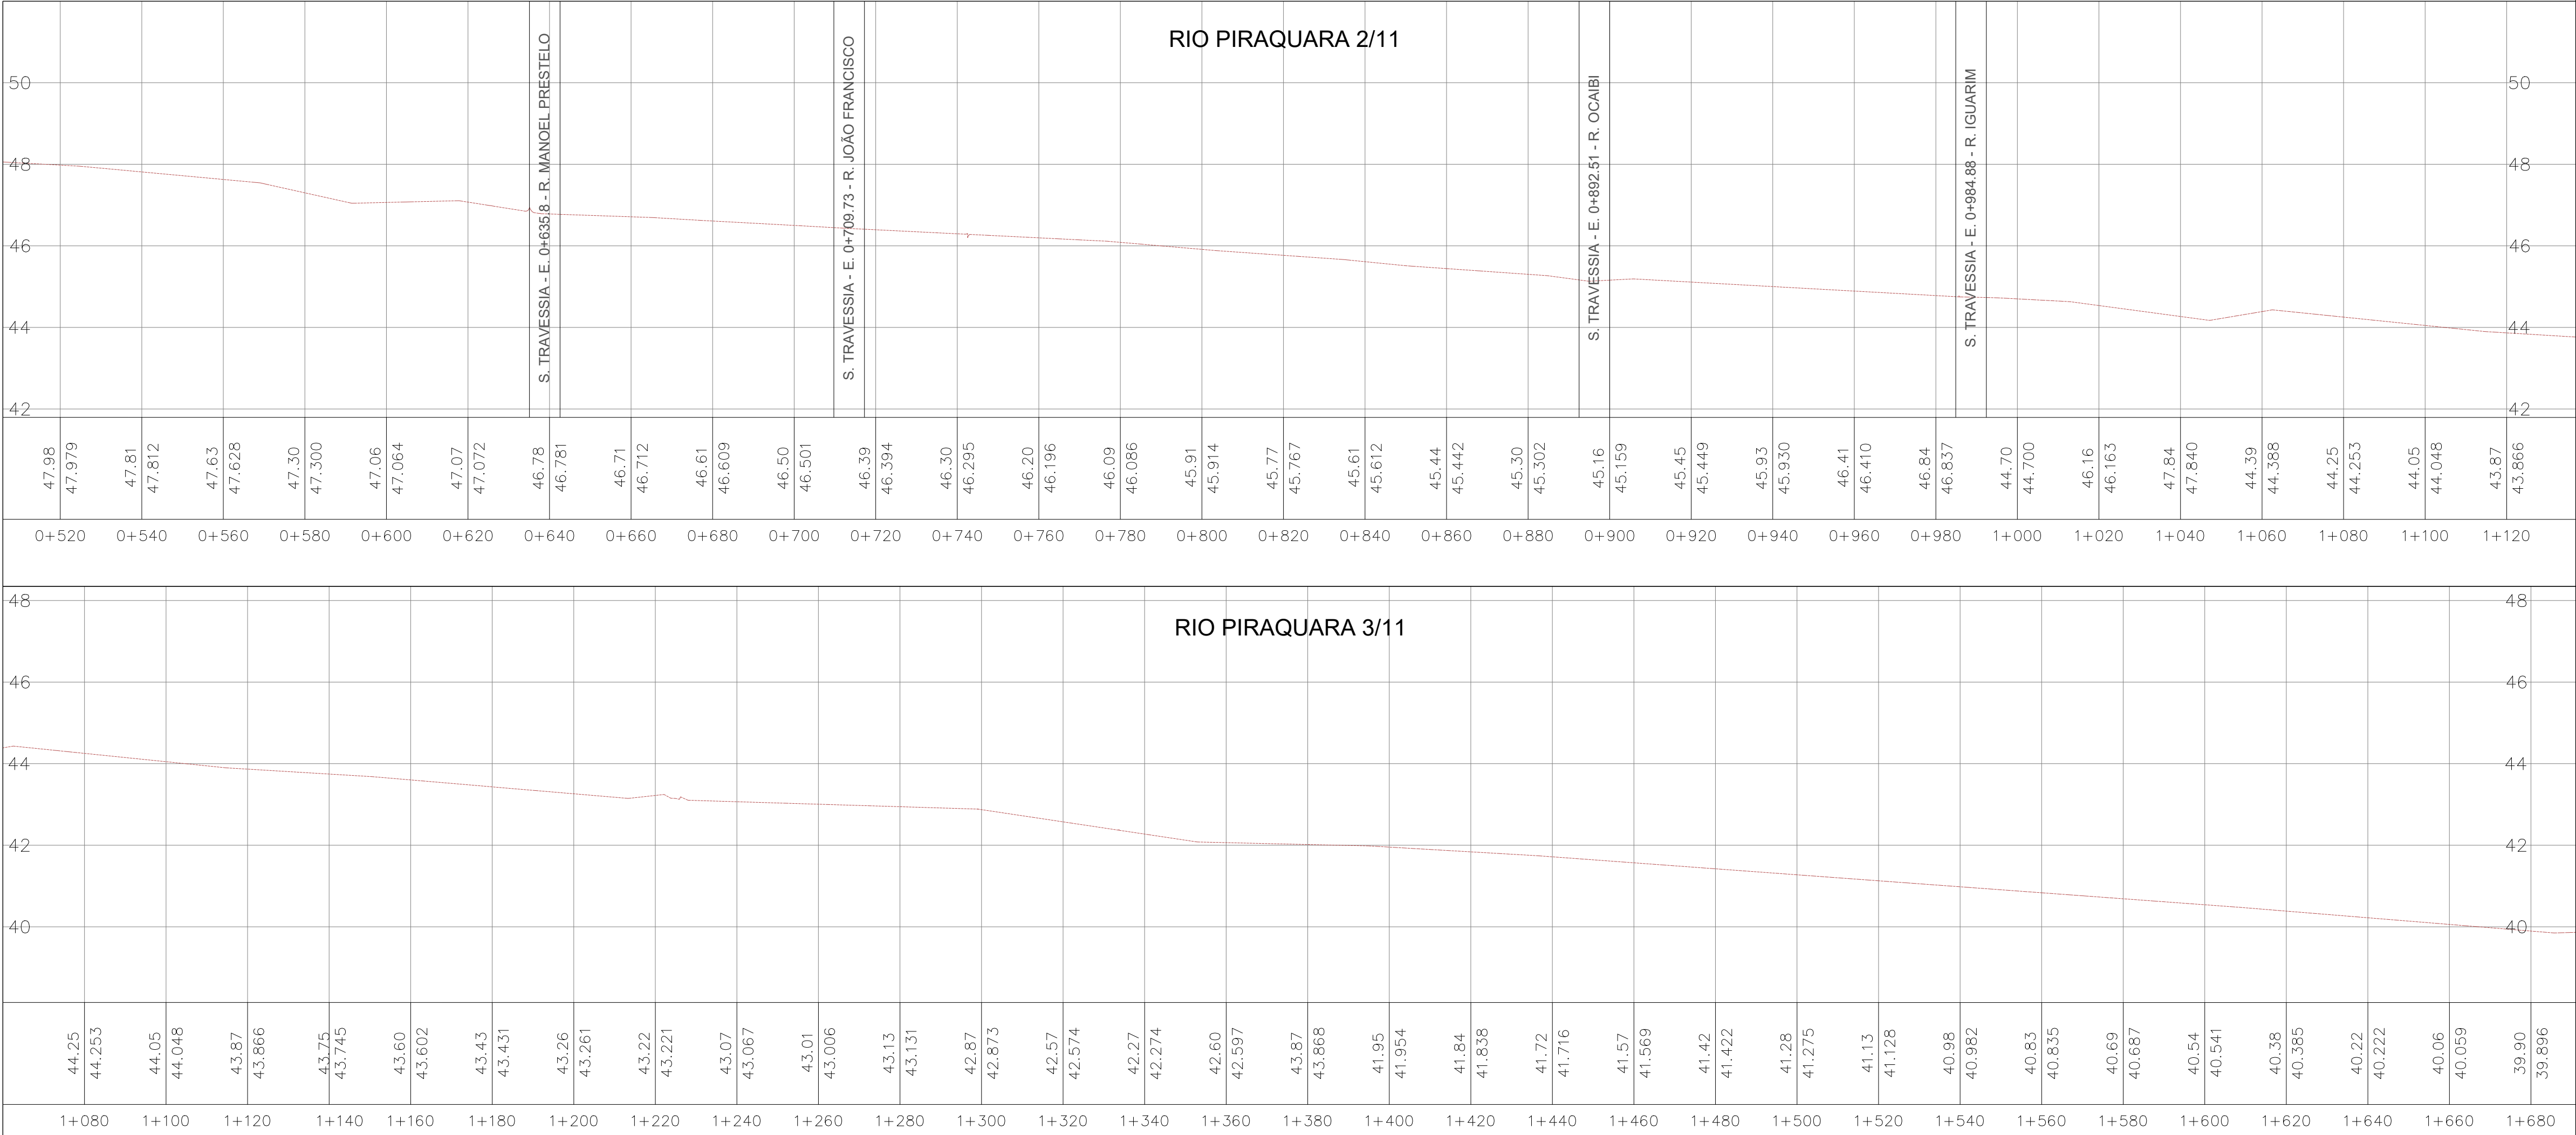 RIO PIRAQUARA 2/11
S. TRAVESSIA - E. 0+635.8 - R. MANOEL PRESTELO
S. TRAVESSIA - E. 0+709.73 - R. JOÃO FRANCISCO
S. TRAVESSIA - E. 0+892.51 - R. OCAIBI
S. TRAVESSIA - E. 0+984.88 - R. IGUARIM
50 50
48 48
46 46
44 44
42 42
47.98 47.81 47.63 47.30 47.06 47.07 46.78 46.71 46.61 46.50 46.39 46.30 46.20 46.09 45.91 45.77 45.61 45.44 45.30 45.16 45.45 45.93 46.41 46.84 44.70 46.16 47.84 44.39 44.25 44.05 43.87
47.979 47.812 47.628 47.300 47.064 47.072 46.781 46.712 46.609 46.501 46.394 46.295 46.196 46.086 45.914 45.767 45.612 45.442 45.302 45.159 45.449 45.930 46.410 46.837 44.700 46.163 47.840 44.388 44.253 44.048 43.866
0+520 0+540 0+560 0+580 0+600 0+620 0+640 0+660 0+680 0+700 0+720 0+740 0+760 0+780 0+800 0+820 0+840 0+860 0+880 0+900 0+920 0+940 0+960 0+980 1+000 1+020 1+040 1+060 1+080 1+100 1+120
RIO PIRAQUARA 3/11
48 48
46 46
44 44
42 42
40 40
44.25 44.05 43.87 43.75 43.60 43.43 43.26 43.22 43.07 43.01 43.13 42.87 42.57 42.27 42.60 43.87 41.95 41.84 41.72 41.57 41.42 41.28 41.13 40.98 40.83 40.69 40.54 40.38 40.22 40.06 39.90
44.253 44.048 43.866 43.745 43.602 43.431 43.261 43.221 43.067 43.006 43.131 42.873 42.574 42.274 42.597 43.868 41.954 41.838 41.716 41.569 41.422 41.275 41.128 40.982 40.835 40.687 40.541 40.385 40.222 40.059 39.896
1+080 1+100 1+120 1+140 1+160 1+180 1+200 1+220 1+240 1+260 1+280 1+300 1+320 1+340 1+360 1+380 1+400 1+420 1+440 1+460 1+480 1+500 1+520 1+540 1+560 1+580 1+600 1+620 1+640 1+660 1+680